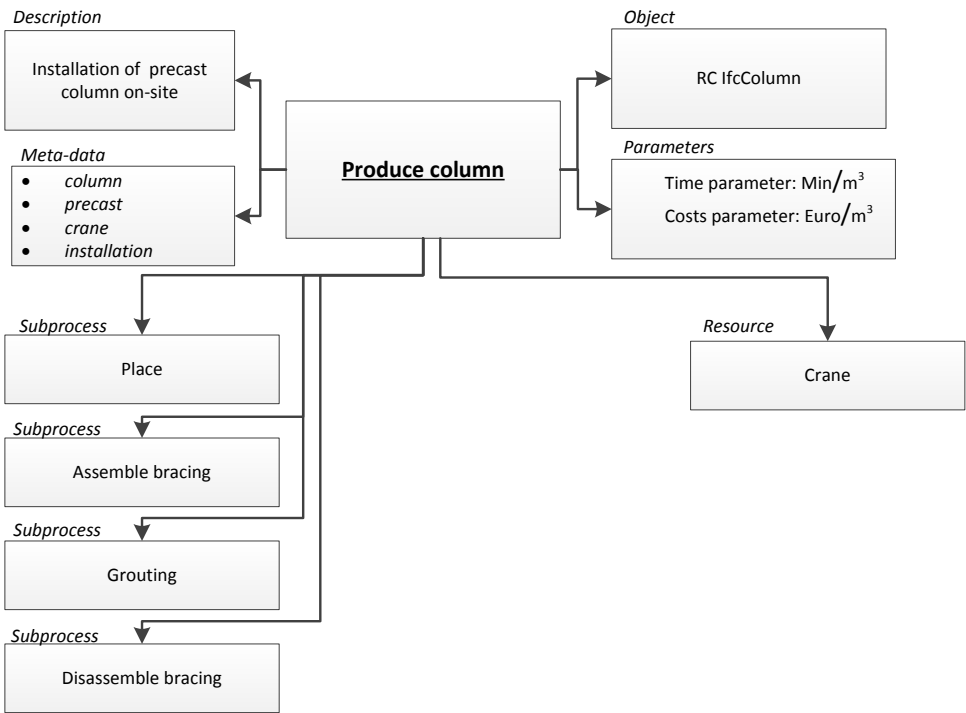 Description
Installation of precast
column on-site
Object
RC IfcColumn
Meta-data
• column
• precast
• crane
• installation
Produce column
Parameters
Time parameter: Min/m³
Costs parameter: Euro/m³
Subprocess
Place
Resource
Crane
Subprocess
Assemble bracing
Subprocess
Grouting
Subprocess
Disassemble bracing